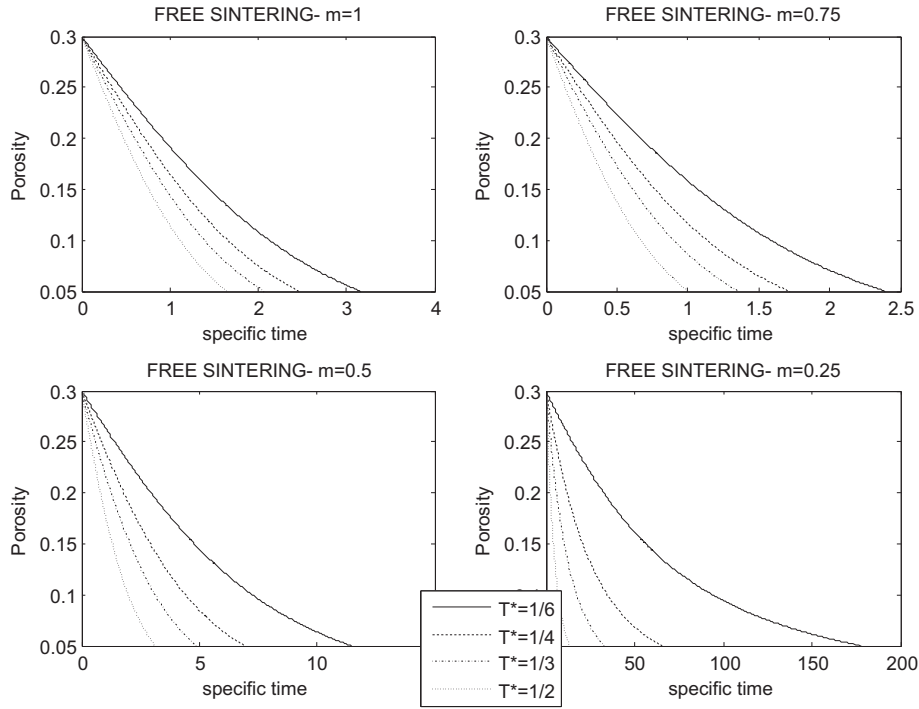 FREE SINTERING- m=1
0.3
0.25
0.2
0.15
0.1
0.05
Porosity
0 1 2 3 4
specific time
FREE SINTERING- m=0.75
0.3
0.25
0.2
0.15
0.1
0.05
Porosity
0 0.5 1 1.5 2 2.5
specific time
FREE SINTERING- m=0.5
0.3
0.25
0.2
0.15
0.1
0.05
Porosity
0 5 10
specific time
FREE SINTERING- m=0.25
0.3
0.25
0.2
0.15
0.1
0.05
Porosity
50 100 150 200
specific time
T*=1/6
T*=1/4
T*=1/3
T*=1/2